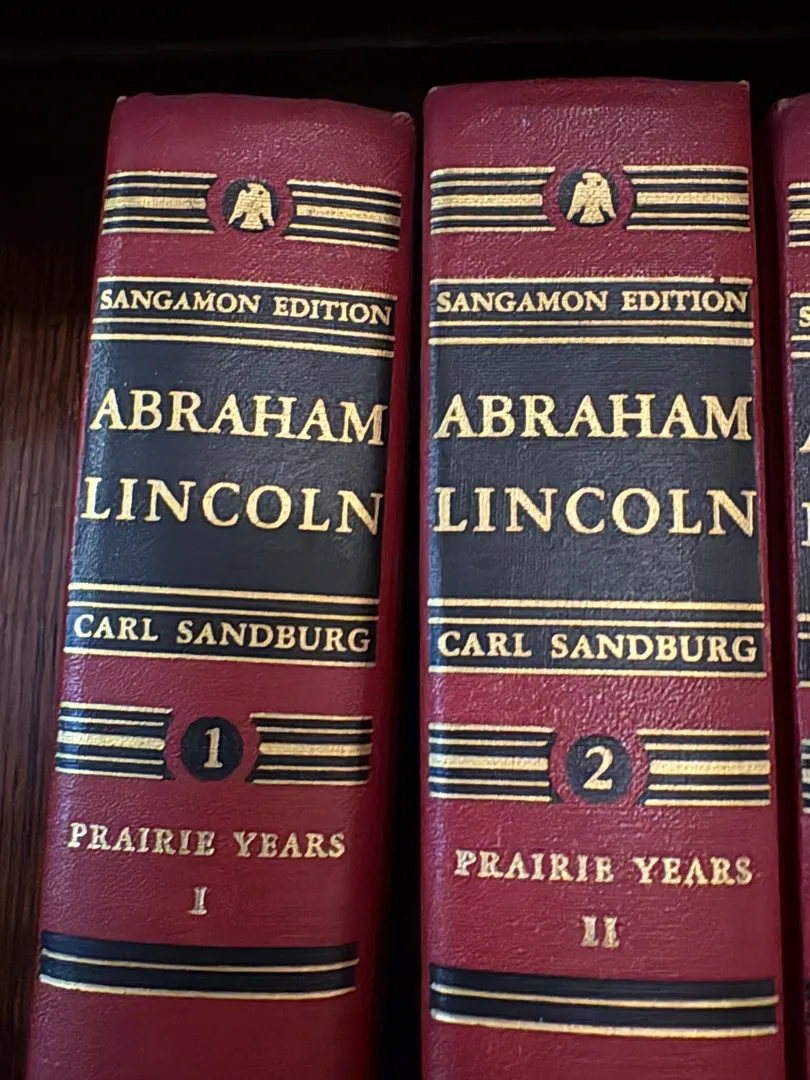 SANGAMON EDITION
ABRAHAM
LINCOLN
CARL SANDBURG
1
PRAIRIE YEARS
I
SANGAMON EDITION
ABRAHAM
LINCOLN
CARL SANDBURG
2
PRAIRIE YEARS
II